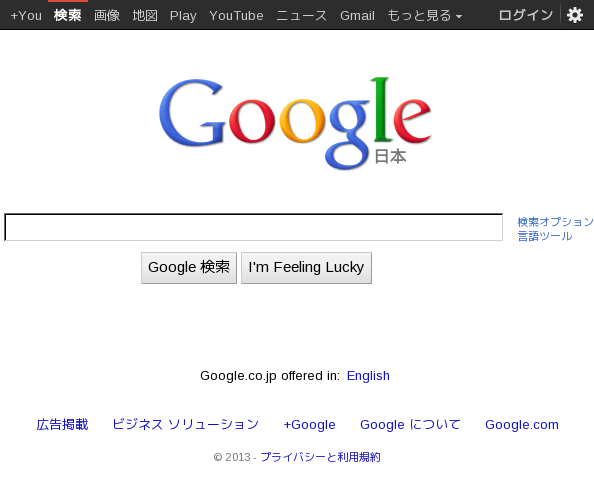 +You 検索 画像 地図 Play YouTube ニュース Gmail もっと見る ログイン
Google
日本
検索オプション
言語ツール
Google 検索 I'm Feeling Lucky
Google.co.jp offered in: English
広告掲載 ビジネス ソリューション +Google Google について Google.com
© 2013 - プライバシーと利用規約